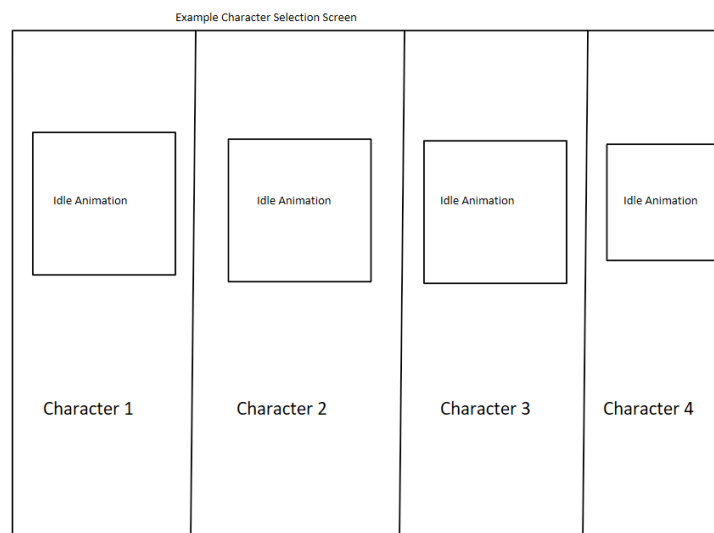 Example Character Selection Screen
Idle Animation
Idle Animation
Idle Animation
Idle Animation
Character 1
Character 2
Character 3
Character 4